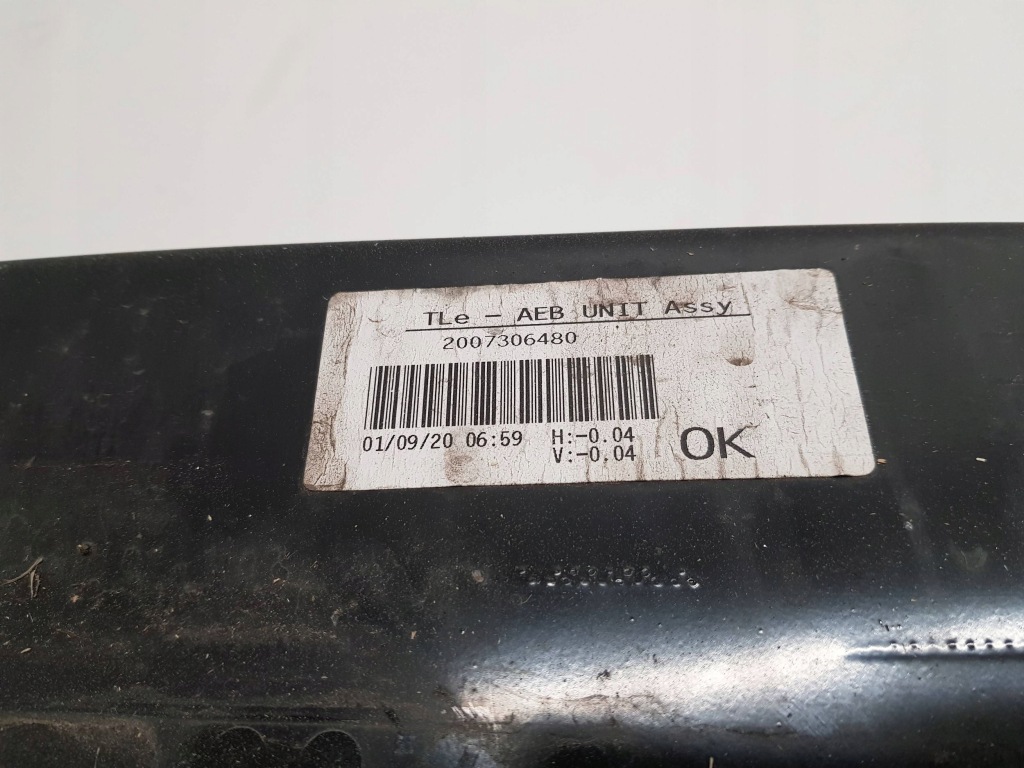 TLe - AEB UNIT Assy
2007306480
01/09/20 06:59 H:-0.04 OK
V:-0.04